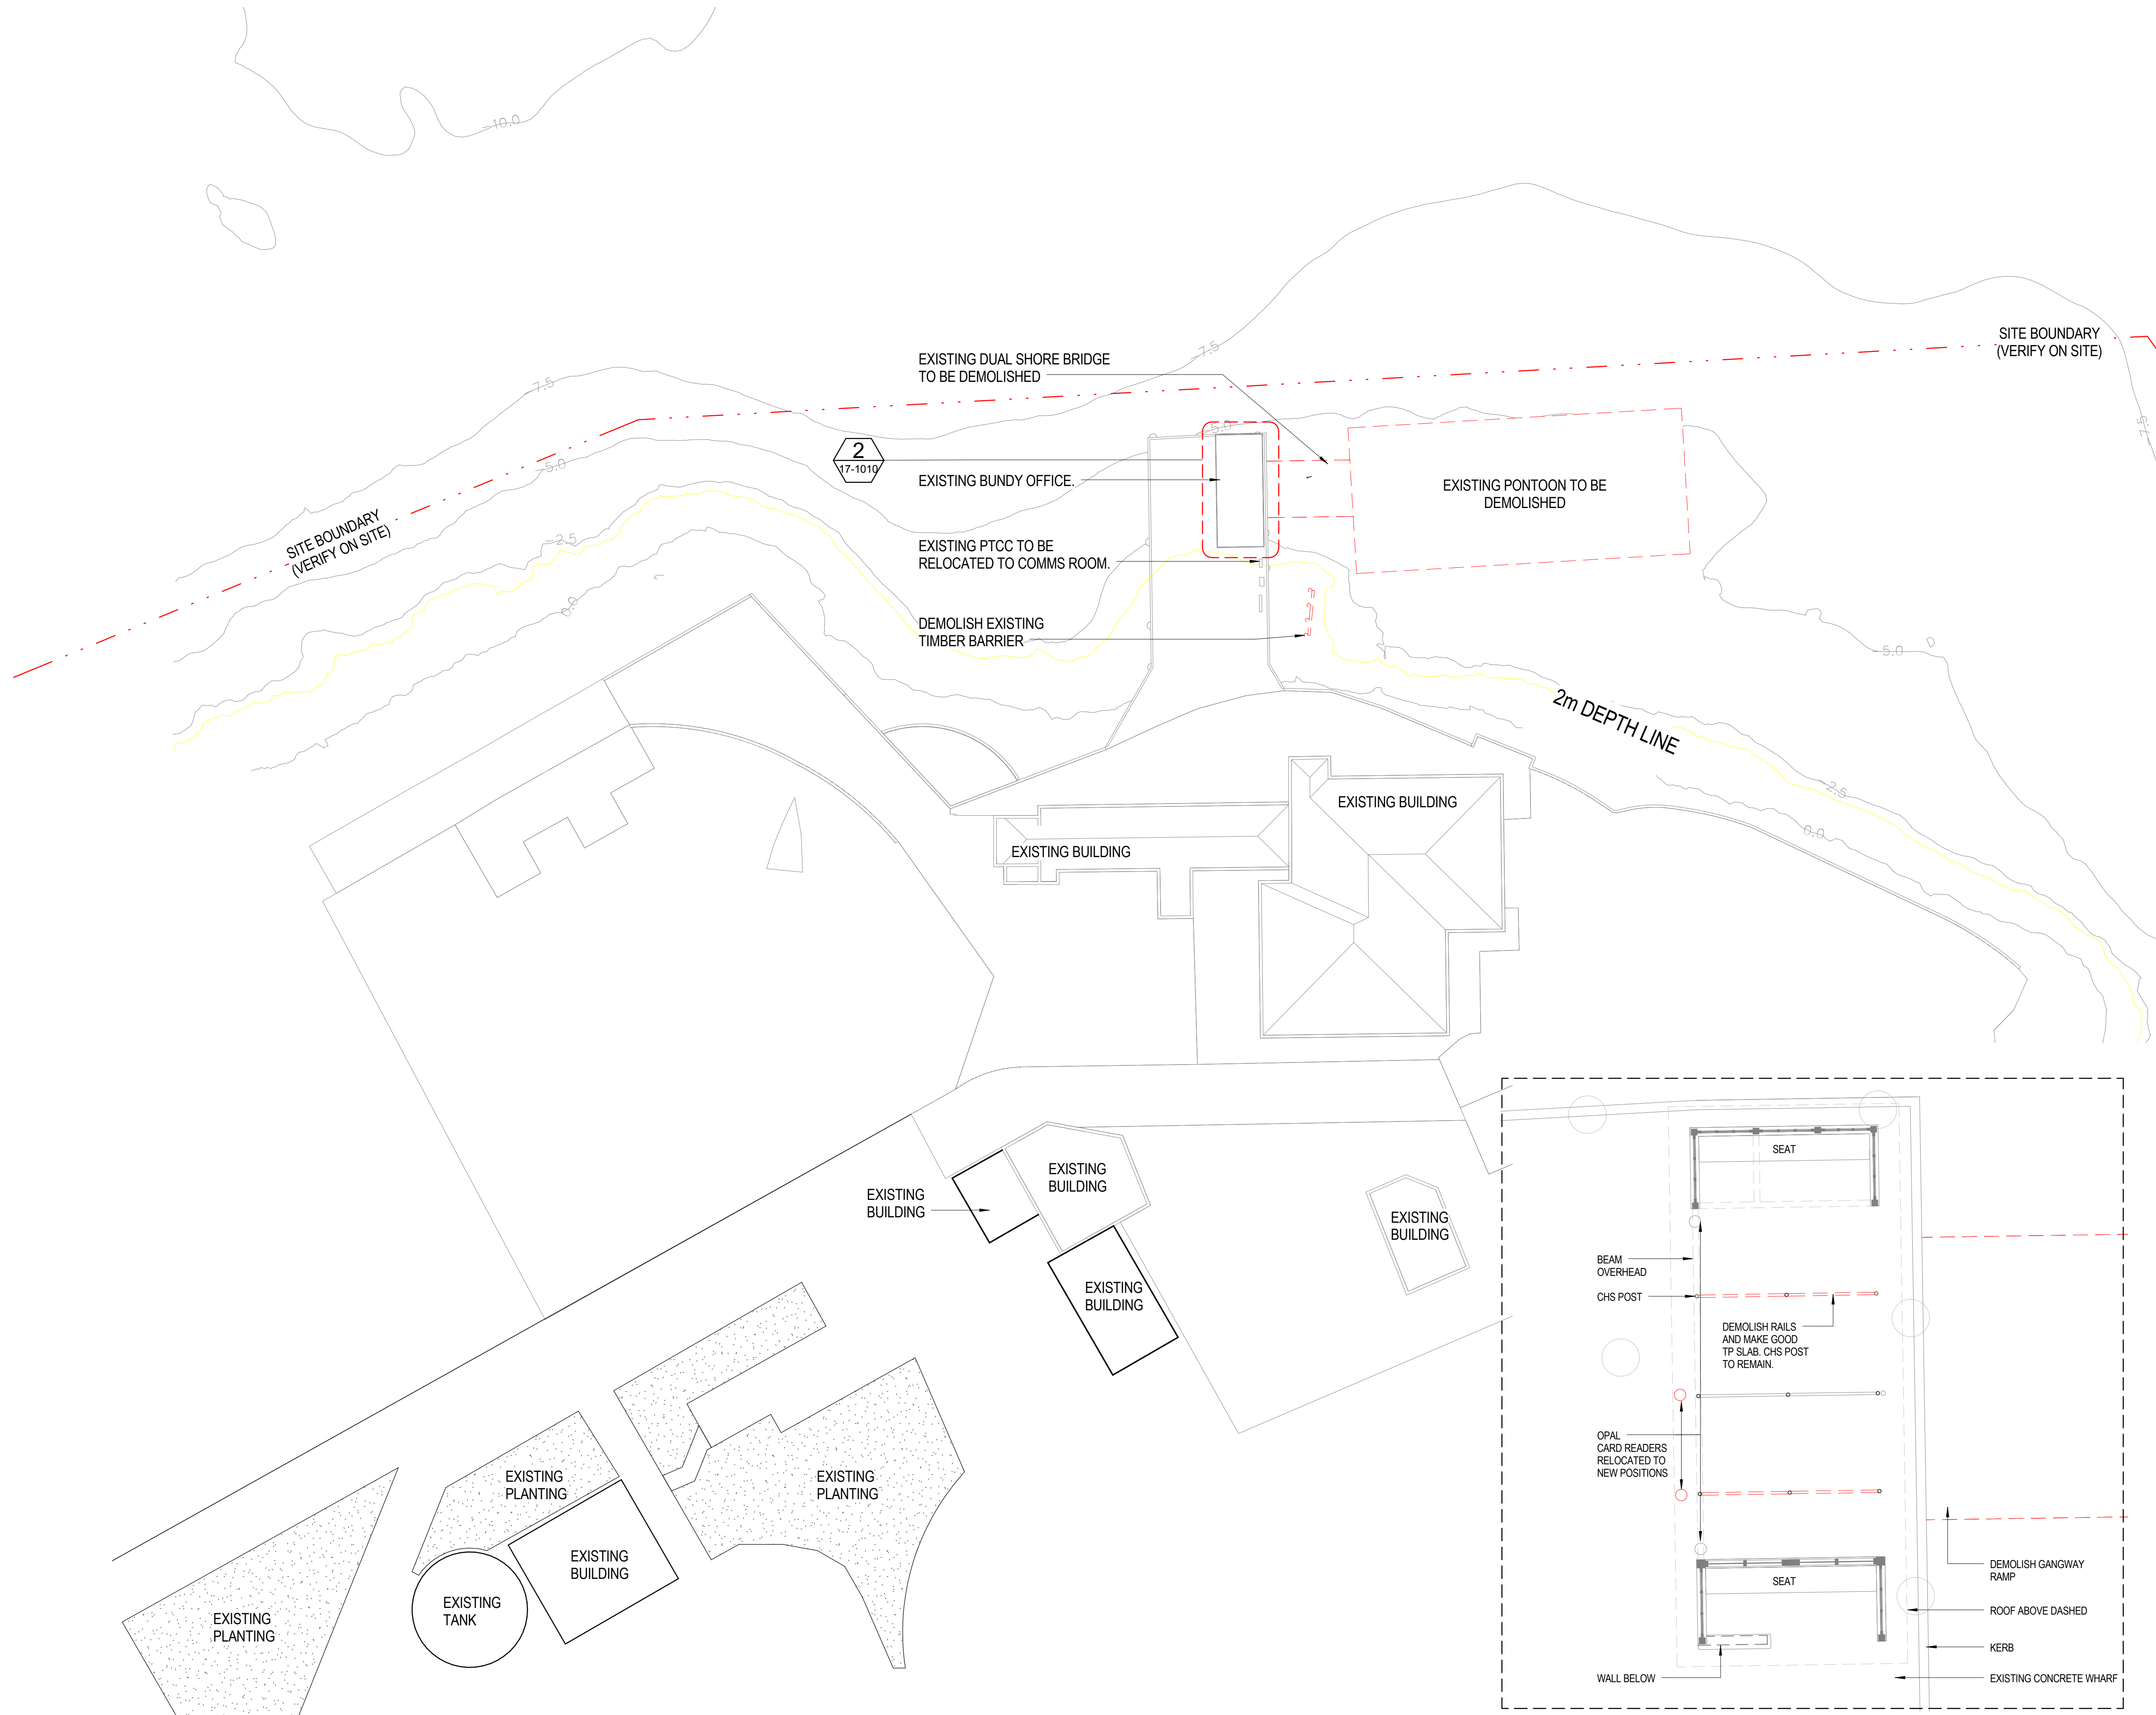 -10.0
-7.5
-7.5
SITE BOUNDARY
(VERIFY ON SITE)
EXISTING DUAL SHORE BRIDGE
TO BE DEMOLISHED
-7.5
-5.0
2
17-1010
EXISTING BUNDY OFFICE.
EXISTING PONTOON TO BE
DEMOLISHED
-5.0
SITE BOUNDARY
(VERIFY ON SITE)
-2.5
EXISTING PTCC TO BE
RELOCATED TO COMMS ROOM.
0.0
DEMOLISH EXISTING
TIMBER BARRIER
-5.0
2m DEPTH LINE
-2.5
0.0
EXISTING BUILDING
EXISTING BUILDING
EXISTING
BUILDING
EXISTING
BUILDING
EXISTING
BUILDING
EXISTING
BUILDING
EXISTING
PLANTING
EXISTING
PLANTING
EXISTING
BUILDING
EXISTING
TANK
EXISTING
PLANTING
SEAT
BEAM
OVERHEAD
CHS POST
DEMOLISH RAILS
AND MAKE GOOD
TP SLAB. CHS POST
TO REMAIN.
OPAL
CARD READERS
RELOCATED TO
NEW POSITIONS
SEAT
DEMOLISH GANGWAY
RAMP
ROOF ABOVE DASHED
KERB
WALL BELOW
EXISTING CONCRETE WHARF